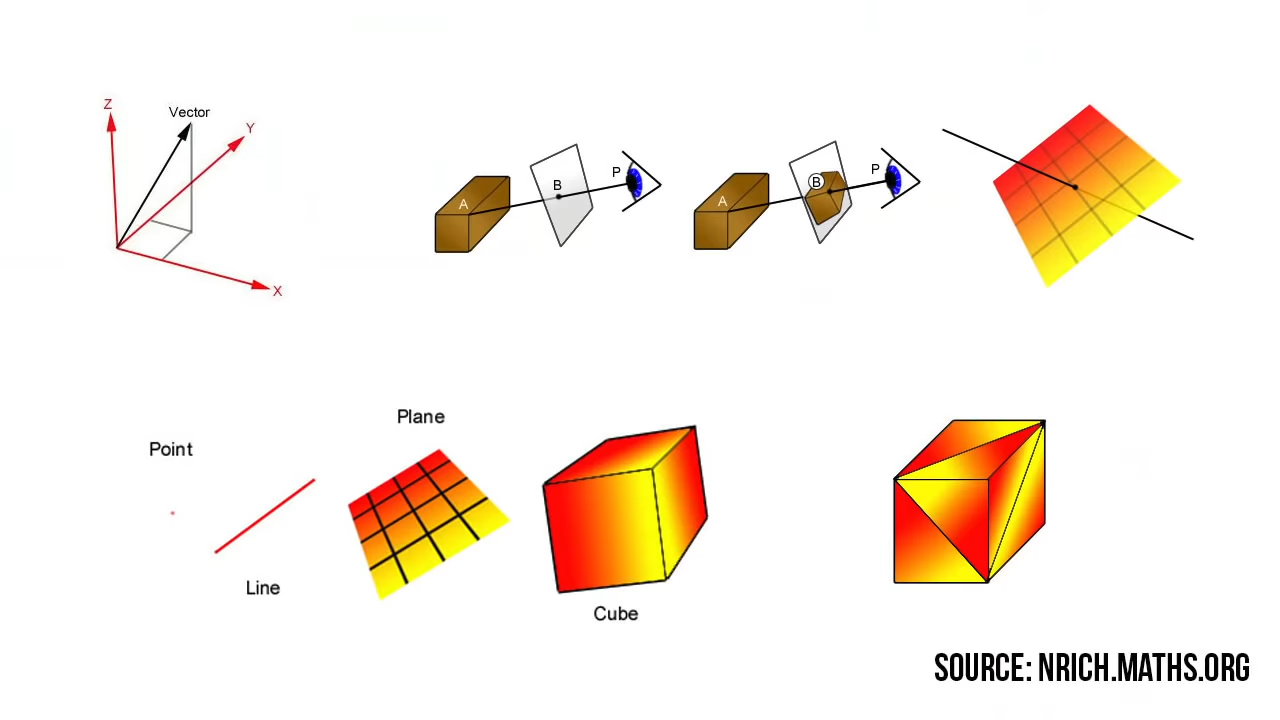 Z
Vector
Y
X
A
B
P
A
B
P
Point
Line
Plane
Cube
SOURCE: NRICH.MATHS.ORG